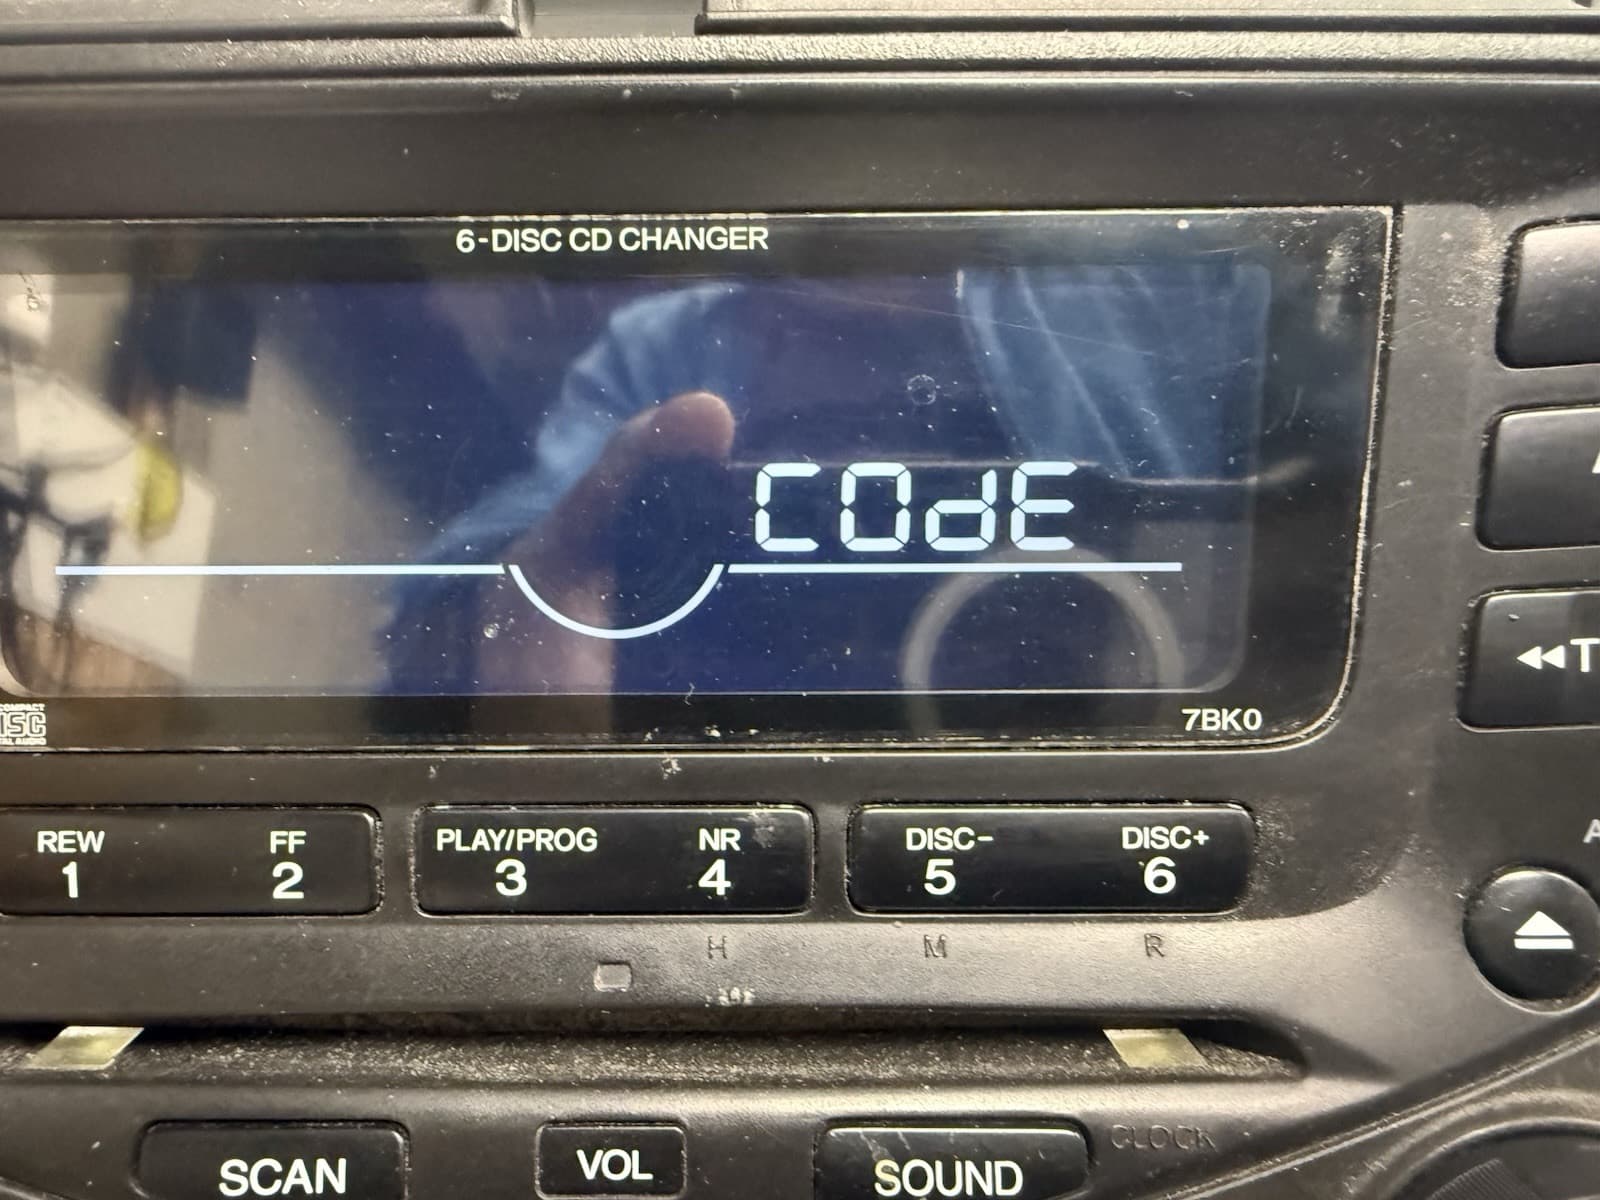 6-DISC CD CHANGER
COdE
COMPACT
7BK0
REW FF PLAY/PROG NR DISC- DISC+
1 2 3 4 5 6
H M R
CLOCK
SCAN VOL SOUND